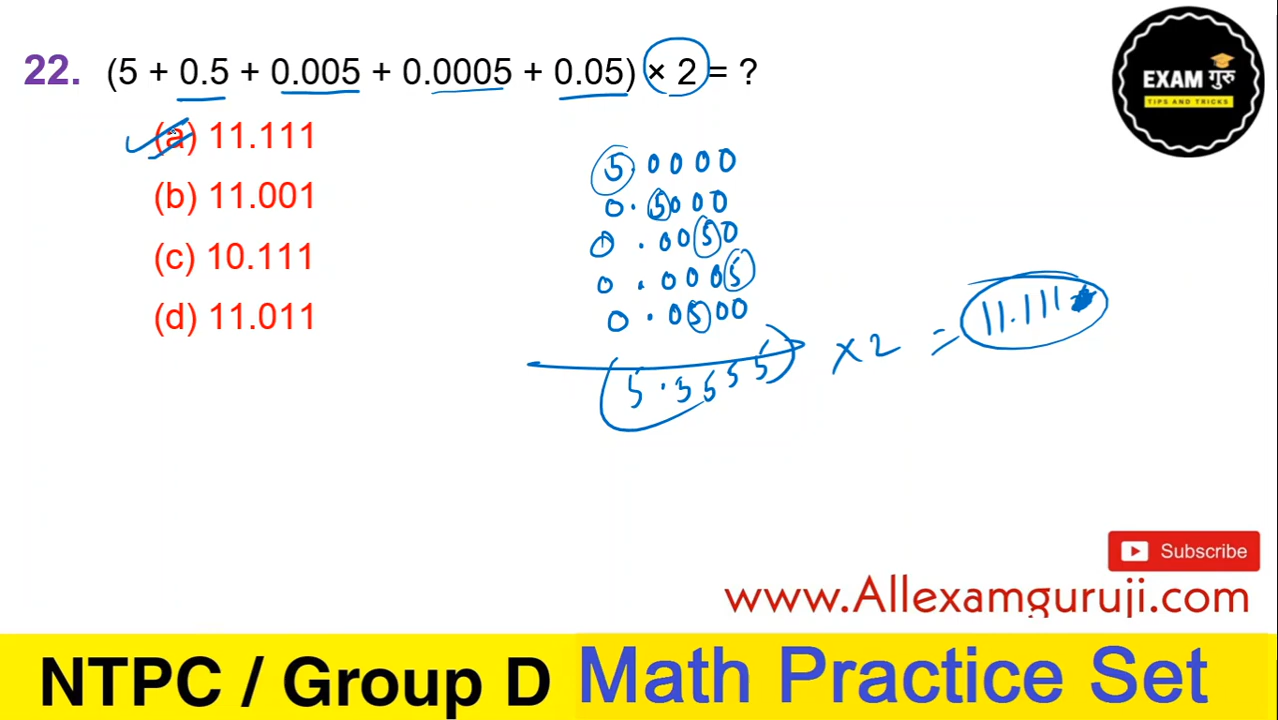 22. (5 + 0.5 + 0.005 + 0.0005 + 0.05) × 2 = ?
(a) 11.111
(b) 11.001
(c) 10.111
(d) 11.011
5.0000
0.5000
0.0050
0.0005
0.0500
(5.5555) × 2 = 11.111
EXAM गुरु
TIPS AND TRICKS
Subscribe
www.Allexamguruji.com
NTPC / Group D Math Practice Set